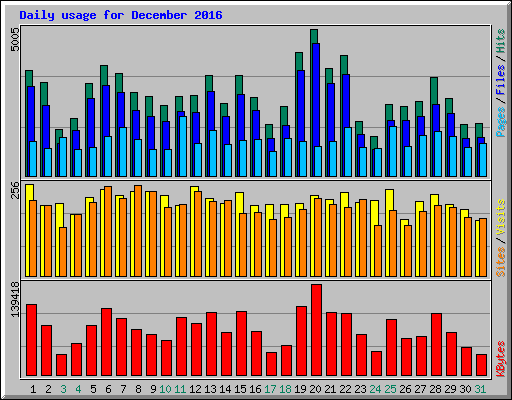 Daily usage for December 2016
5005
Pages / Files / Hits
256
Sites / Visits
139418
KBytes
1 2 3 4 5 6 7 8 9 10 11 12 13 14 15 16 17 18 19 20 21 22 23 24 25 26 27 28 29 30 31